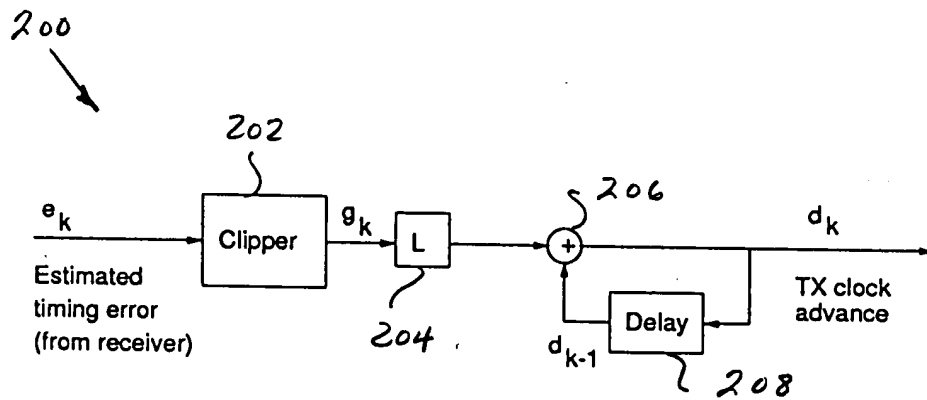 200
202
206
e_k
Clipper
g_k
L
+
d_k
Estimated
timing error
(from receiver)
204
d_{k-1}
Delay
TX clock
advance
208